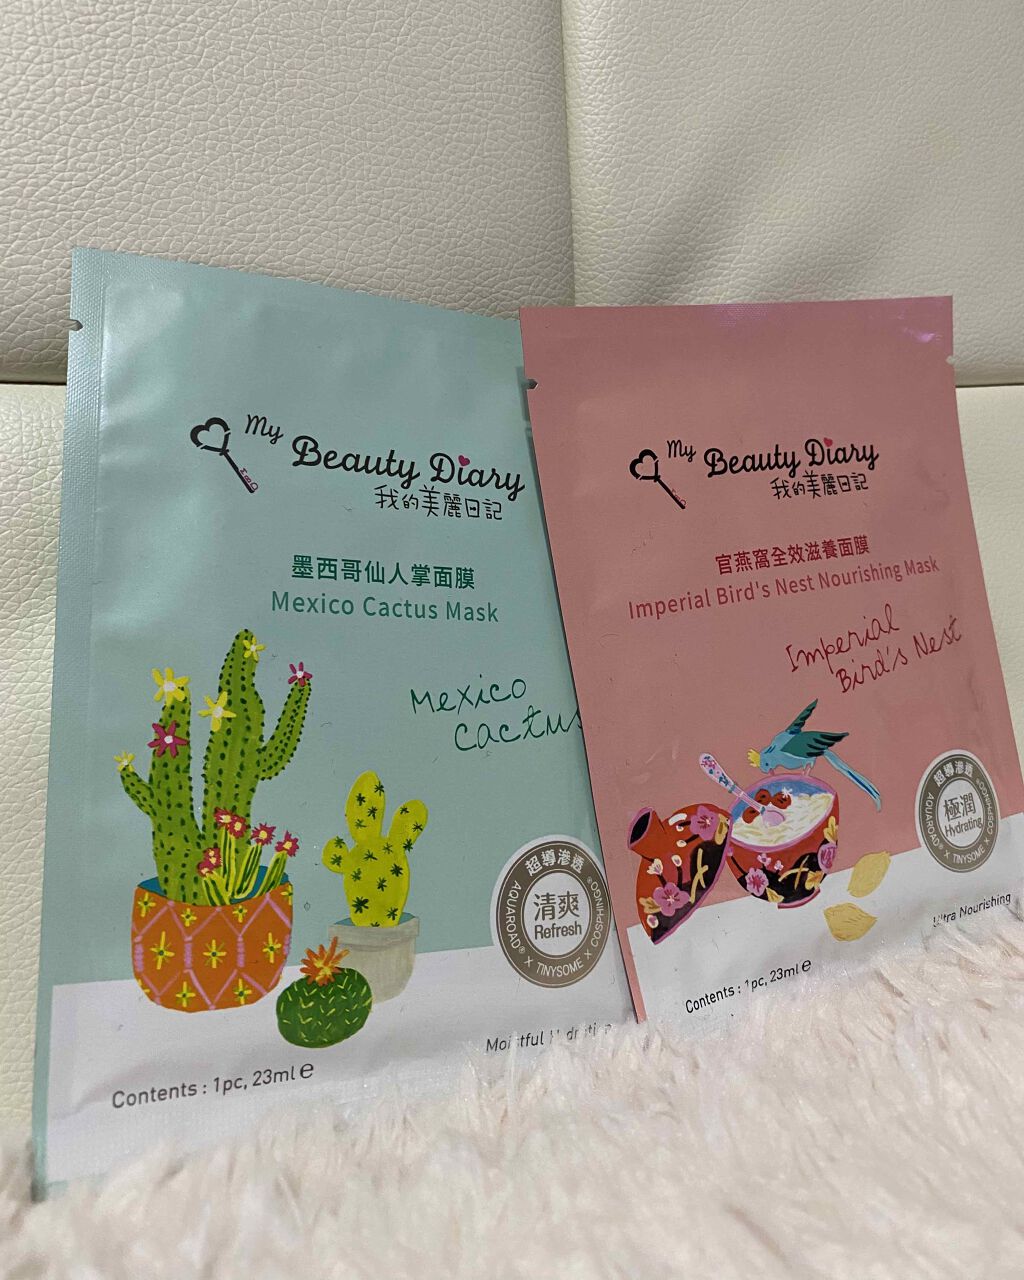 My
Beauty Diary
我的美麗日記
墨西哥仙人掌面膜
Mexico Cactus Mask
Mexico
Cactus
超導滲透
清爽
Refresh
AQUAROAD® X TINYSOME X COSPHINGO®
Contents : 1pc, 23ml ℮
My
Beauty Diary
我的美麗日記
官燕窩全效滋養面膜
Imperial Bird's Nest Nourishing Mask
Imperial
Bird's Nest
超導滲透
極潤
Hydrating
AQUAROAD® X TINYSOME X COSPHINGO®
Ultra Nourishing
Contents : 1pc, 23ml ℮